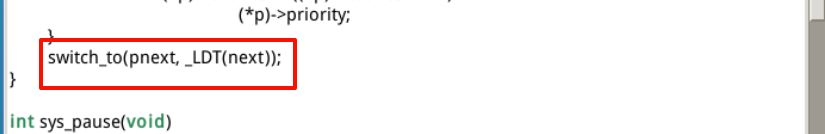 (*p)->priority;
}
switch_to(pnext, _LDT(next));
}
int sys_pause(void)